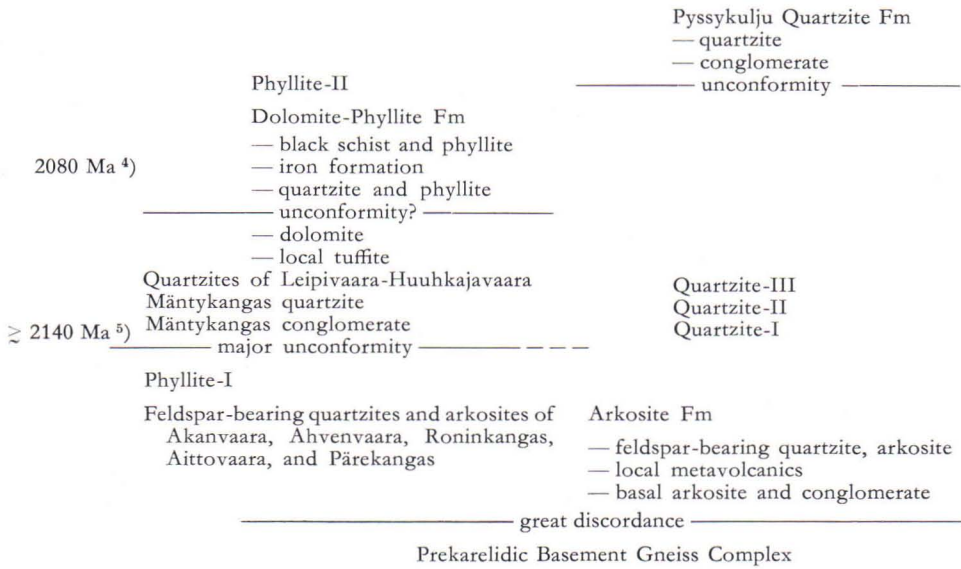 Pyssykulju Quartzite Fm
— quartzite
— conglomerate
Phyllite-II
unconformity
Dolomite-Phyllite Fm
— black schist and phyllite
2080 Ma ⁴)
— iron formation
— quartzite and phyllite
unconformity?
— dolomite
— local tuffite
Quartzites of Leipivaara-Huuhkajavaara
Quartzite-III
Mäntykangas quartzite
Quartzite-II
≳ 2140 Ma ⁵)
Mäntykangas conglomerate
Quartzite-I
major unconformity
Phyllite-I
Feldspar-bearing quartzites and arkosites of
Akanvaara, Ahvenvaara, Roninkangas,
Aittovaara, and Pärekangas
Arkosite Fm
— feldspar-bearing quartzite, arkosite
— local metavolcanics
— basal arkosite and conglomerate
great discordance
Prekarelidic Basement Gneiss Complex